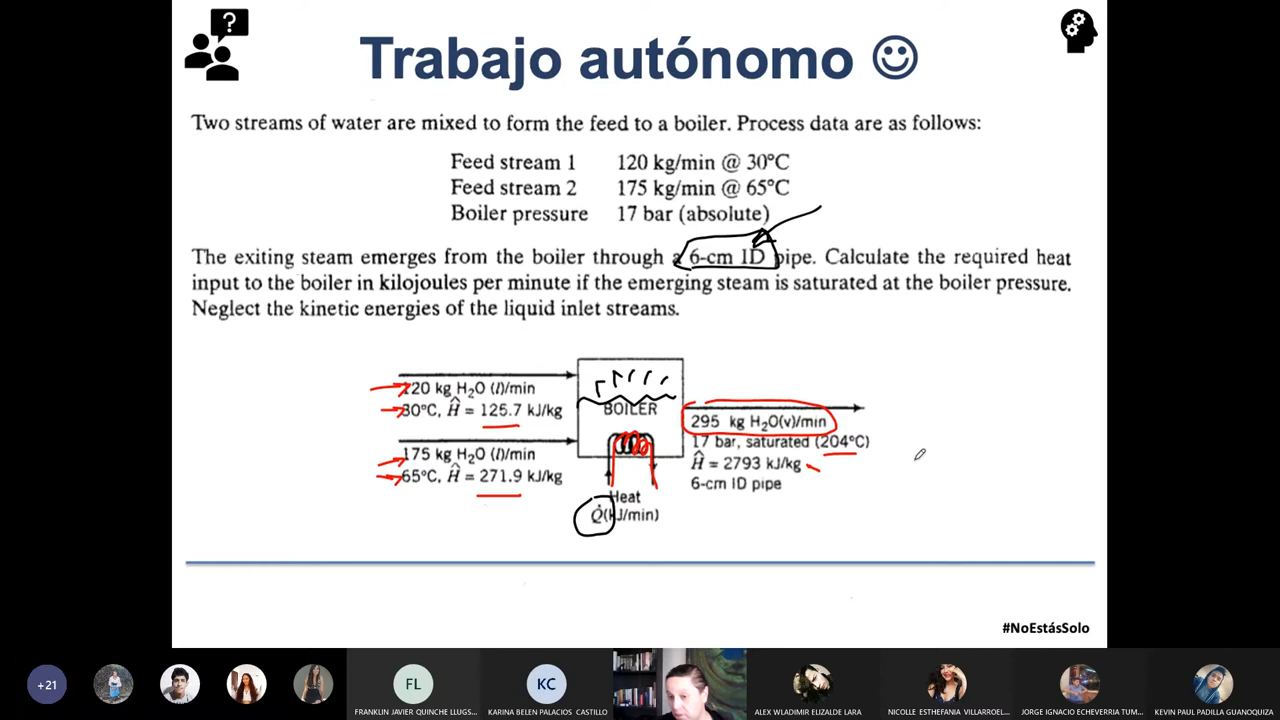 ?
Trabajo autónomo
Two streams of water are mixed to form the feed to a boiler. Process data are as follows:
Feed stream 1 120 kg/min @ 30°C
Feed stream 2 175 kg/min @ 65°C
Boiler pressure 17 bar (absolute)
The exiting steam emerges from the boiler through a 6-cm ID pipe. Calculate the required heat
input to the boiler in kilojoules per minute if the emerging steam is saturated at the boiler pressure.
Neglect the kinetic energies of the liquid inlet streams.
120 kg H₂O (l)/min
30°C, Ĥ = 125.7 kJ/kg
175 kg H₂O (l)/min
65°C, Ĥ = 271.9 kJ/kg
BOILER
Heat
Q̇(kJ/min)
295 kg H₂O(v)/min
17 bar, saturated (204°C)
Ĥ = 2793 kJ/kg
6-cm ID pipe
#NoEstásSolo
+21
FL
FRANKLIN JAVIER QUINCHE LLUGS...
KC
KARINA BELEN PALACIOS CASTILLO
ALEX WLADIMIR ELIZALDE LARA
NICOLLE ESTHEFANIA VILLARROEL...
JORGE IGNACIO ECHEVERRIA TUM...
KEVIN PAUL PADILLA GUANOQUIZA